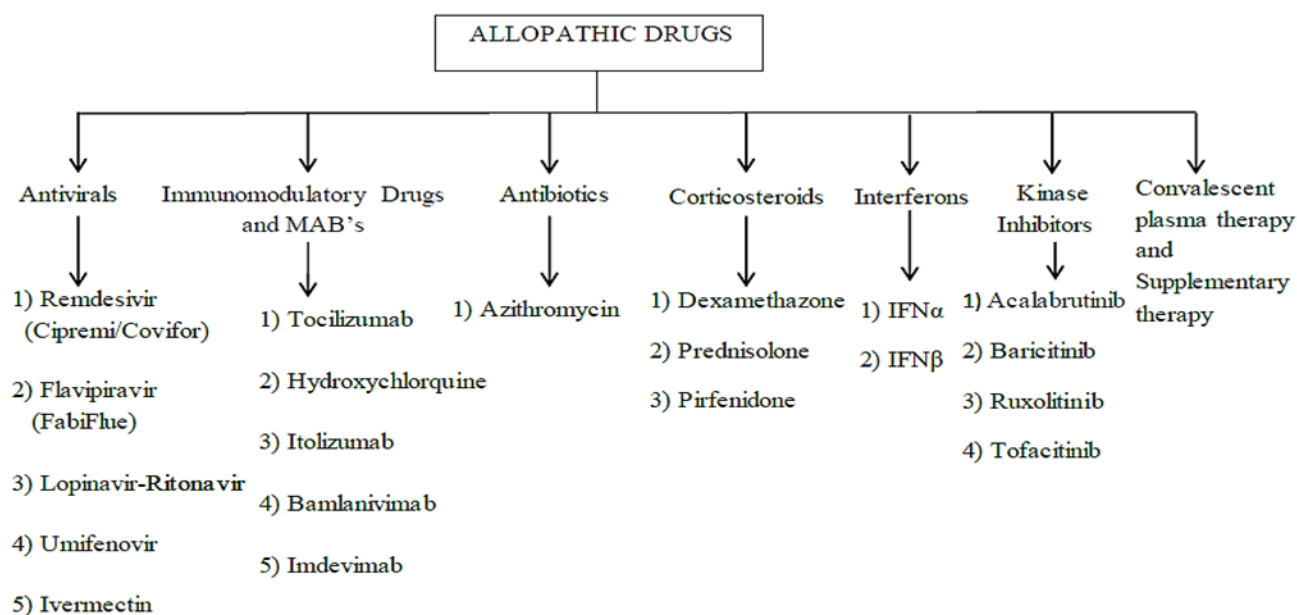 ALLOPATHIC DRUGS
Antivirals
1) Remdesivir
(Cipremi/Covifor)
2) Flavipiravir
(FabiFlue)
3) Lopinavir-Ritonavir
4) Umifenovir
5) Ivermectin
Immunomodulatory Drugs
and MAB's
1) Tocilizumab
2) Hydroxychlorquine
3) Itolizumab
4) Bamlanivimab
5) Imdevimab
Antibiotics
1) Azithromycin
Corticosteroids
1) Dexamethazone
2) Prednisolone
3) Pirfenidone
Interferons
1) IFNα
2) IFNβ
Kinase
Inhibitors
1) Acalabrutinib
2) Baricitinib
3) Ruxolitinib
4) Tofacitinib
Convalescent
plasma therapy
and
Supplementary
therapy